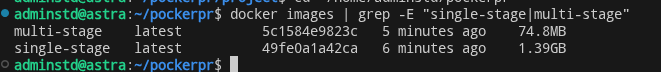 adminstd@astra:~/pockerpr$ docker images | grep -E "single-stage|multi-stage"
multi-stage    latest          5c1584e9823c   5 minutes ago   74.8MB
single-stage   latest          49fe0a1a42ca   6 minutes ago   1.39GB
adminstd@astra:~/pockerpr$